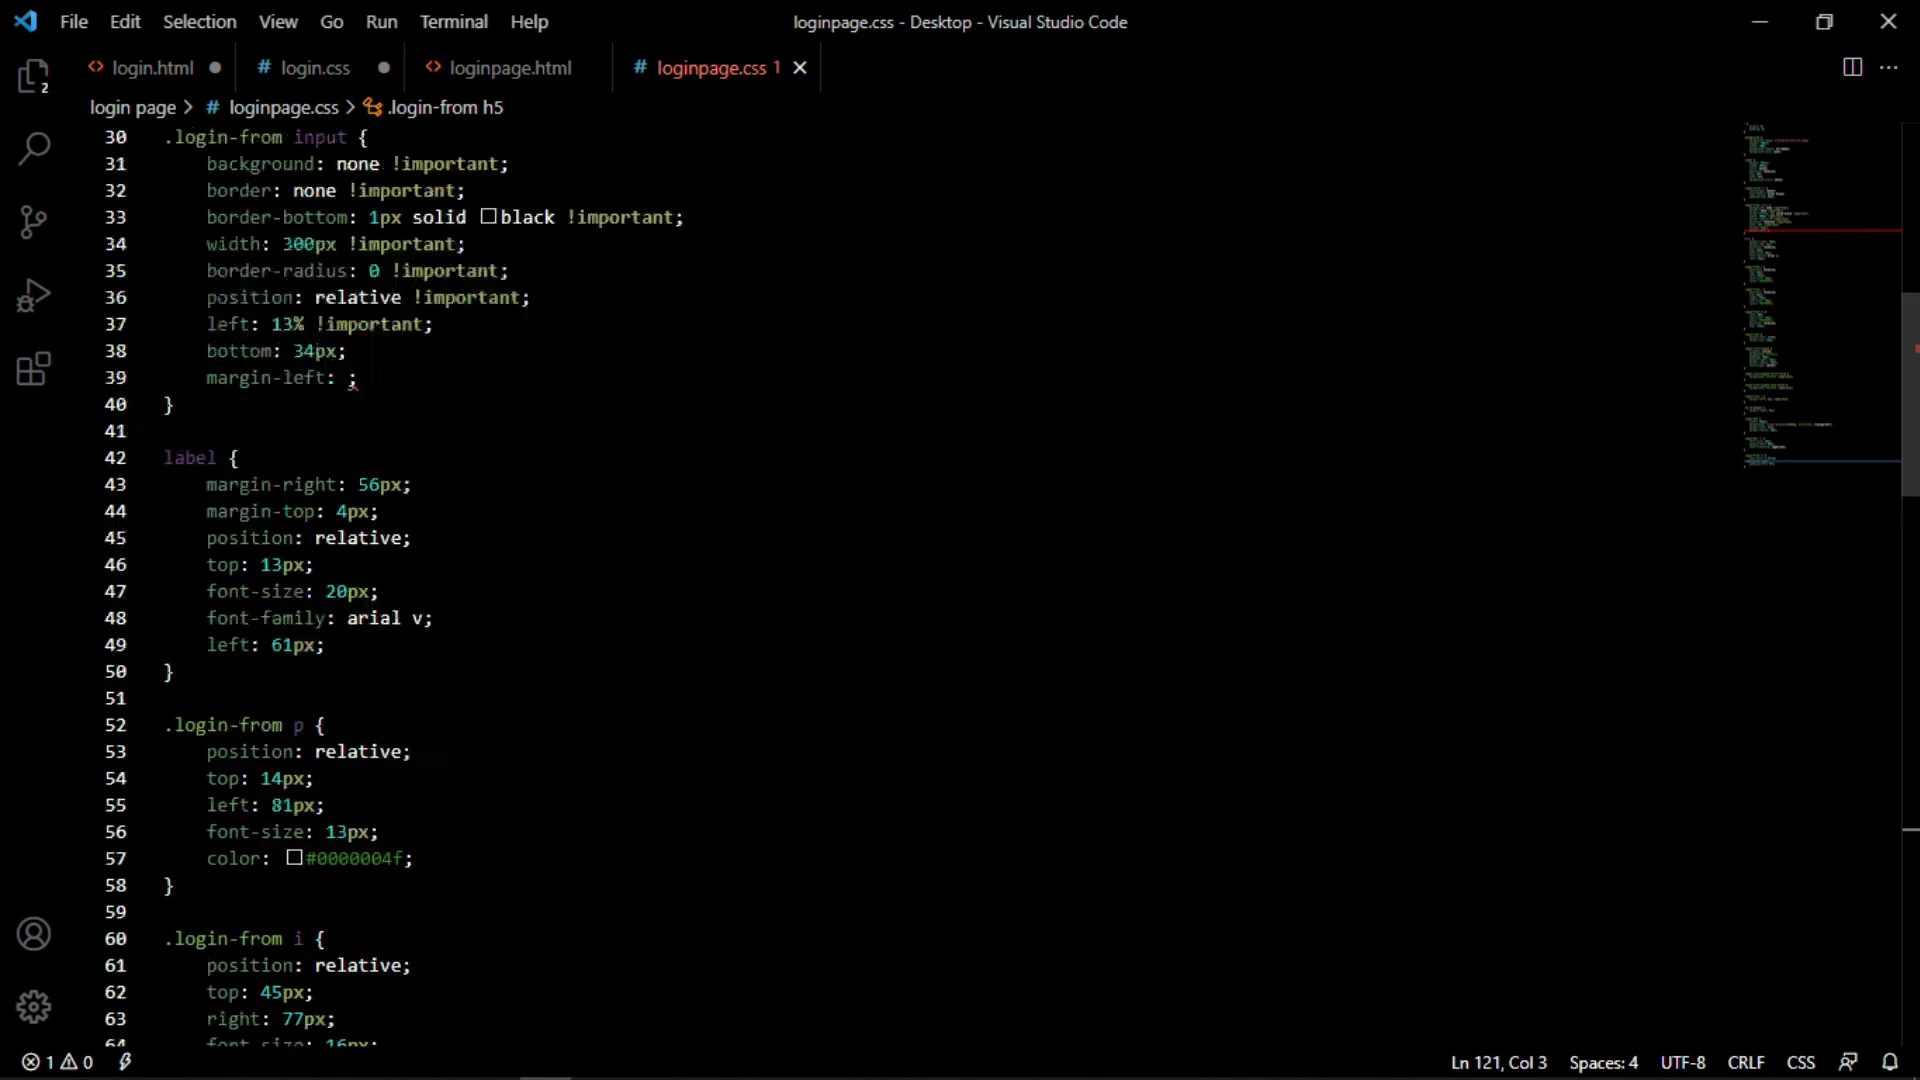 File Edit Selection View Go Run Terminal Help
loginpage.css - Desktop - Visual Studio Code
login.html
# login.css
loginpage.html
# loginpage.css 1
login page > # loginpage.css > .login-from h5
2
30 .login-from input {
31 background: none !important;
32 border: none !important;
33 border-bottom: 1px solid black !important;
34 width: 300px !important;
35 border-radius: 0 !important;
36 position: relative !important;
37 left: 13% !important;
38 bottom: 34px;
39 margin-left: ;
40 }
41
42 label {
43 margin-right: 56px;
44 margin-top: 4px;
45 position: relative;
46 top: 13px;
47 font-size: 20px;
48 font-family: arial v;
49 left: 61px;
50 }
51
52 .login-from p {
53 position: relative;
54 top: 14px;
55 left: 81px;
56 font-size: 13px;
57 color: #0000004f;
58 }
59
60 .login-from i {
61 position: relative;
62 top: 45px;
63 right: 77px;
64 font-size: 16px;
1 0
Ln 121, Col 3 Spaces: 4 UTF-8 CRLF CSS